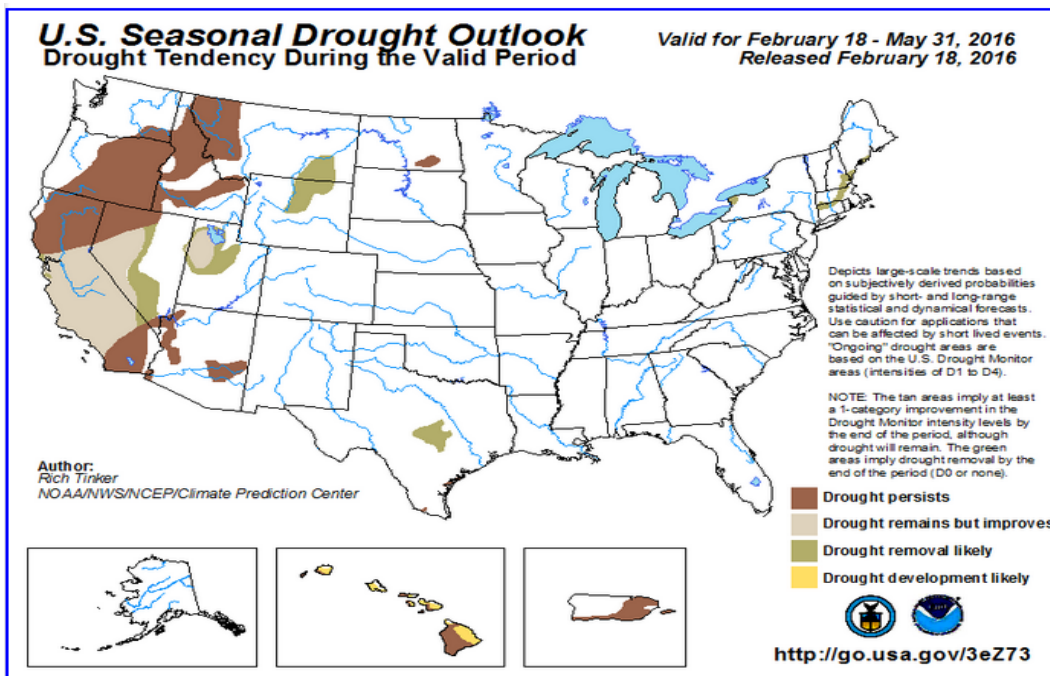 U.S. Seasonal Drought Outlook
Drought Tendency During the Valid Period
Valid for February 18 - May 31, 2016
Released February 18, 2016
Depicts large-scale trends based
on subjectively derived probabilities
guided by short- and long-range
statistical and dynamical forecasts.
Use caution for applications that
can be affected by short lived events.
"Ongoing" drought areas are
based on the U.S. Drought Monitor
areas (intensities of D1 to D4).
NOTE: The tan areas imply at least
a 1-category improvement in the
Drought Monitor intensity levels by
the end of the period, although
drought will remain. The green
areas imply drought removal by the
end of the period (D0 or none).
Author:
Rich Tinker
NOAA/NWS/NCEP/Climate Prediction Center
Drought persists
Drought remains but improves
Drought removal likely
Drought development likely
http://go.usa.gov/3eZ73